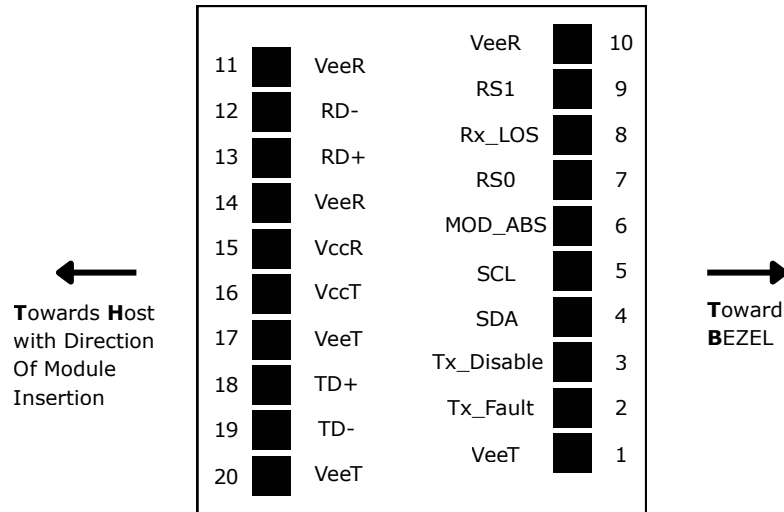 VeeR 10
11 VeeR
RS1 9
12 RD-
Rx_LOS 8
13 RD+
RS0 7
14 VeeR
MOD_ABS 6
15 VccR
SCL 5
16 VccT
SDA 4
17 VeeT
Tx_Disable 3
18 TD+
Tx_Fault 2
19 TD-
VeeT 1
20 VeeT
Towards Host
with Direction
Of Module
Insertion
Toward
BEZEL